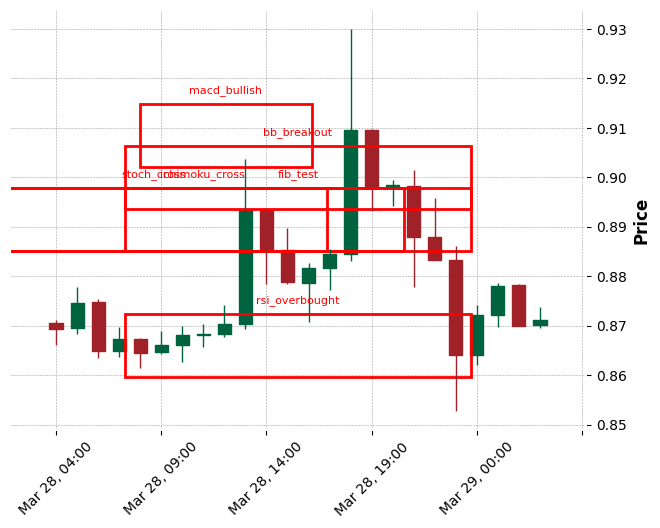 macd_bullish
bb_breakout
stoch_cross
ichimoku_cross
fib_test
rsi_overbought
0.93
0.92
0.91
0.90
0.89
0.88
0.87
0.86
0.85
Price
Mar 28, 04:00
Mar 28, 09:00
Mar 28, 14:00
Mar 28, 19:00
Mar 29, 00:00